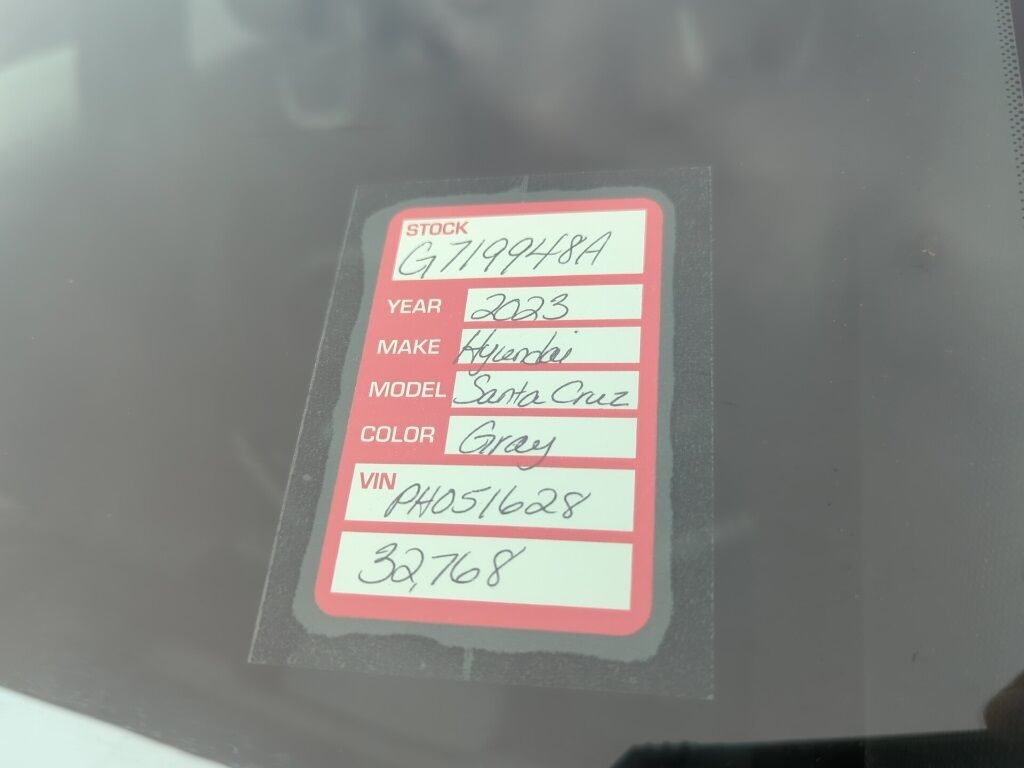 STOCK
G719948A
YEAR 2023
MAKE Hyundai
MODEL Santa Cruz
COLOR Gray
VIN
PH051628
32,768